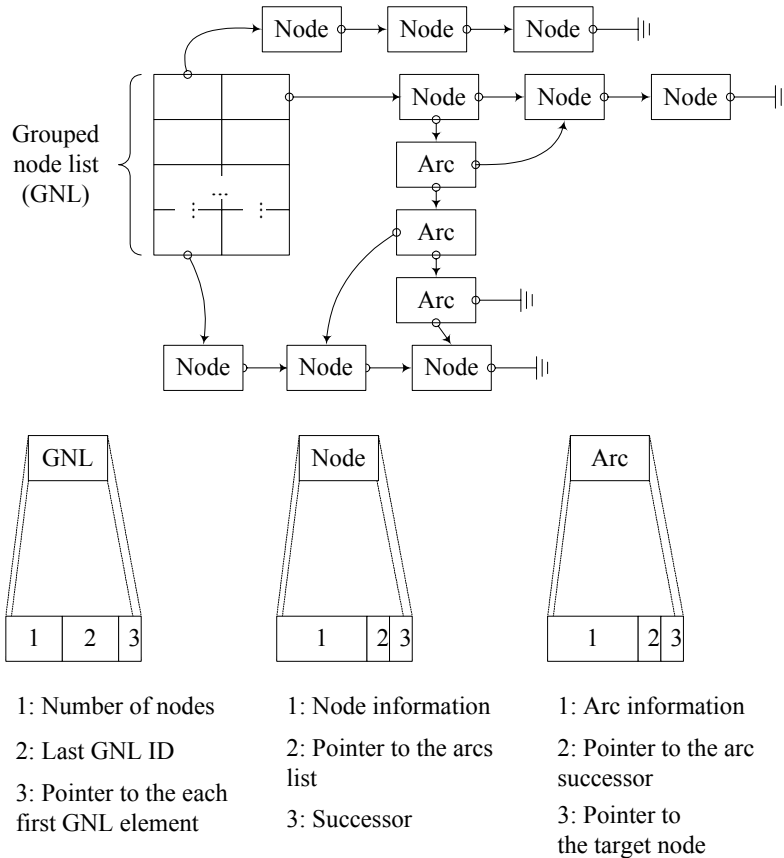 Node Node Node
Grouped
node list
(GNL)
Node Node Node
Arc
...
⋮ ⋮
Arc
Arc
Node Node Node
GNL Node Arc
1 2 3 1 2 3 1 2 3
1: Number of nodes
2: Last GNL ID
3: Pointer to the each
first GNL element
1: Node information
2: Pointer to the arcs
list
3: Successor
1: Arc information
2: Pointer to the arc
successor
3: Pointer to
the target node